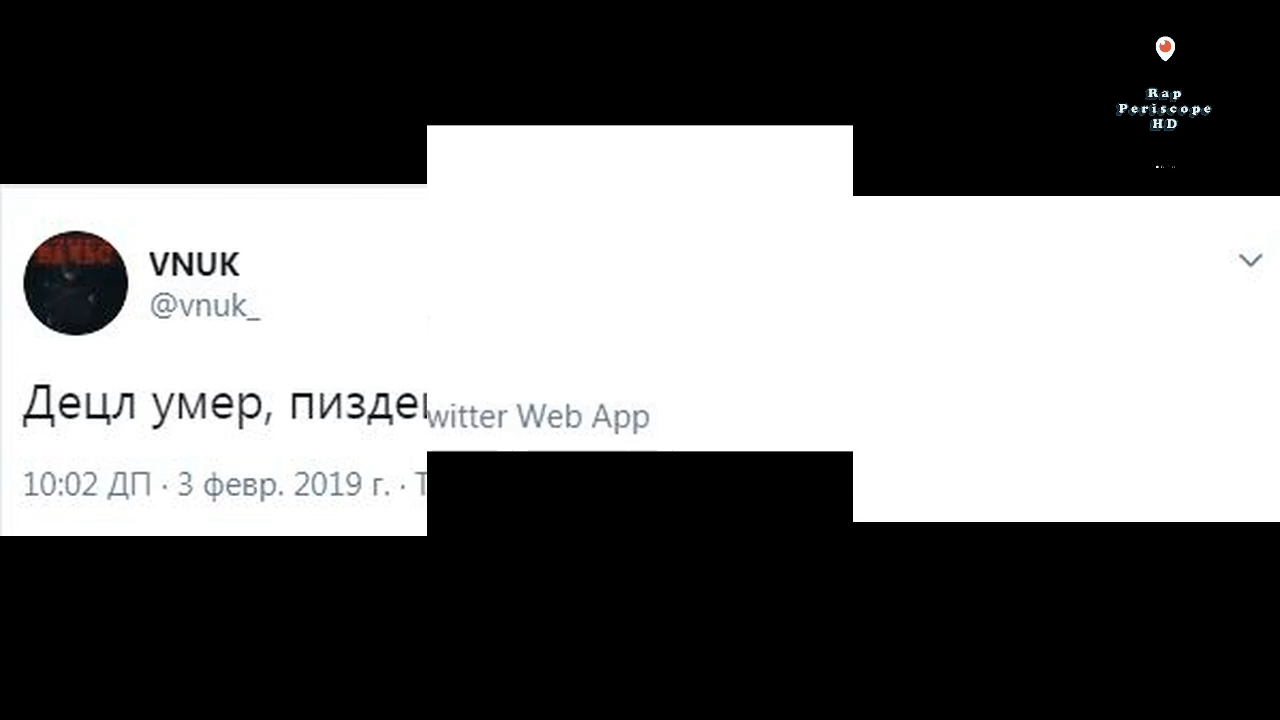 Rap
Periscope
HD
VNUK
@vnuk_
Децл умер, пизде
witter Web App
10:02 ДП · 3 февр. 2019 г. · T